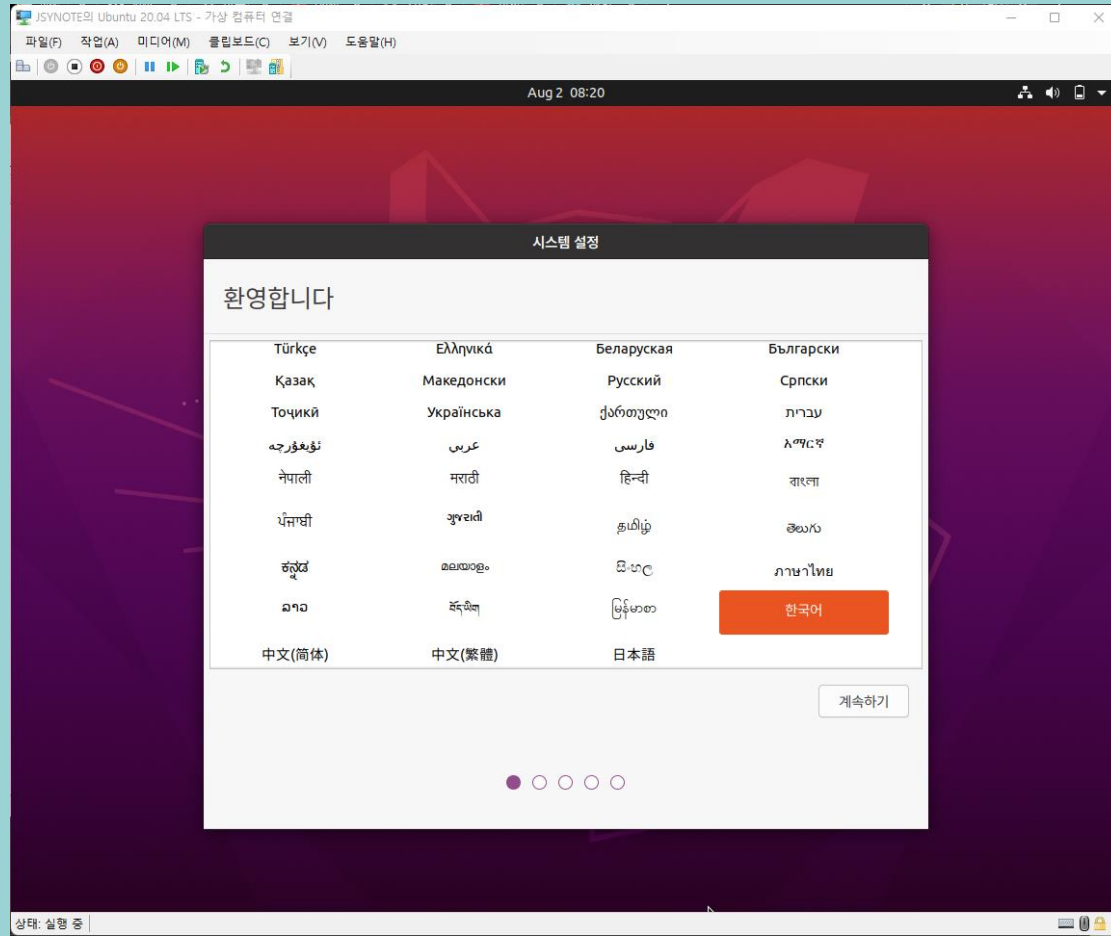 JSYNOTE의 Ubuntu 20.04 LTS - 가상 컴퓨터 연결
파일(F) 작업(A) 미디어(M) 클립보드(C) 보기(V) 도움말(H)
Aug 2 08:20
시스템 설정
환영합니다
Türkçe Ελληνικά Беларуская Български
Қазақ Македонски Русский Српски
Тоҷикӣ Українська ქართული עברית
ئۇيغۇرچە عربي فارسی አማርኛ
नेपाली मराठी हिन्दी বাংলা
ਪੰਜਾਬੀ ગુજરાતી தமிழ் తెలుగు
ಕನ್ನಡ മലയാളം සිංහල ภาษาไทย
ລາວ བོད་ཡིག မြန်မာစာ 한국어
中文(简体) 中文(繁體) 日本語
계속하기
상태: 실행 중